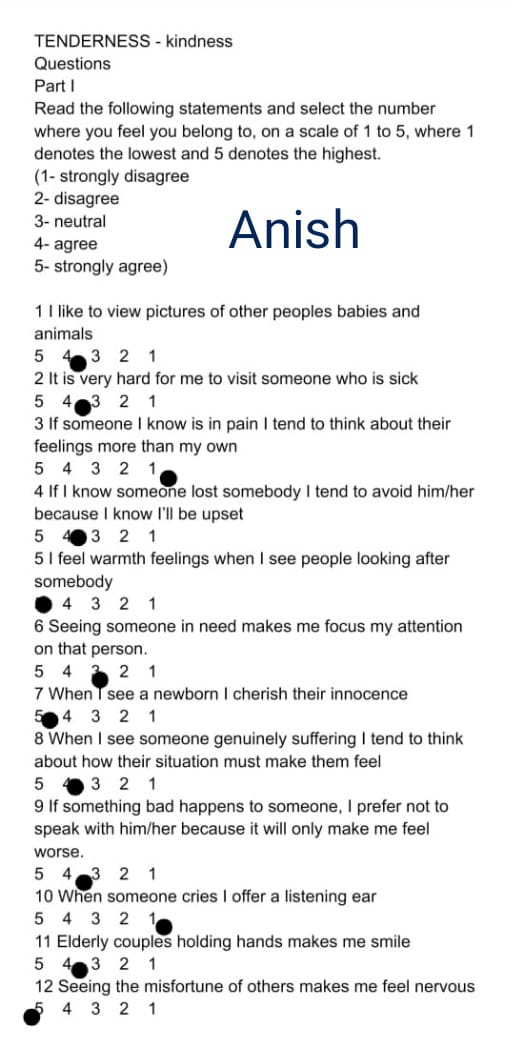 TENDERNESS - kindness
Questions
Part I
Read the following statements and select the number
where you feel you belong to, on a scale of 1 to 5, where 1
denotes the lowest and 5 denotes the highest.
(1- strongly disagree
2- disagree
3- neutral
4- agree
5- strongly agree)
Anish
1 I like to view pictures of other peoples babies and
animals
5 4 3 2 1
2 It is very hard for me to visit someone who is sick
5 4 3 2 1
3 If someone I know is in pain I tend to think about their
feelings more than my own
5 4 3 2 1
4 If I know someone lost somebody I tend to avoid him/her
because I know I'll be upset
5 4 3 2 1
5 I feel warmth feelings when I see people looking after
somebody
4 3 2 1
6 Seeing someone in need makes me focus my attention
on that person.
5 4 3 2 1
7 When I see a newborn I cherish their innocence
5 4 3 2 1
8 When I see someone genuinely suffering I tend to think
about how their situation must make them feel
5 4 3 2 1
9 If something bad happens to someone, I prefer not to
speak with him/her because it will only make me feel
worse.
5 4 3 2 1
10 When someone cries I offer a listening ear
5 4 3 2 1
11 Elderly couples holding hands makes me smile
5 4 3 2 1
12 Seeing the misfortune of others makes me feel nervous
5 4 3 2 1